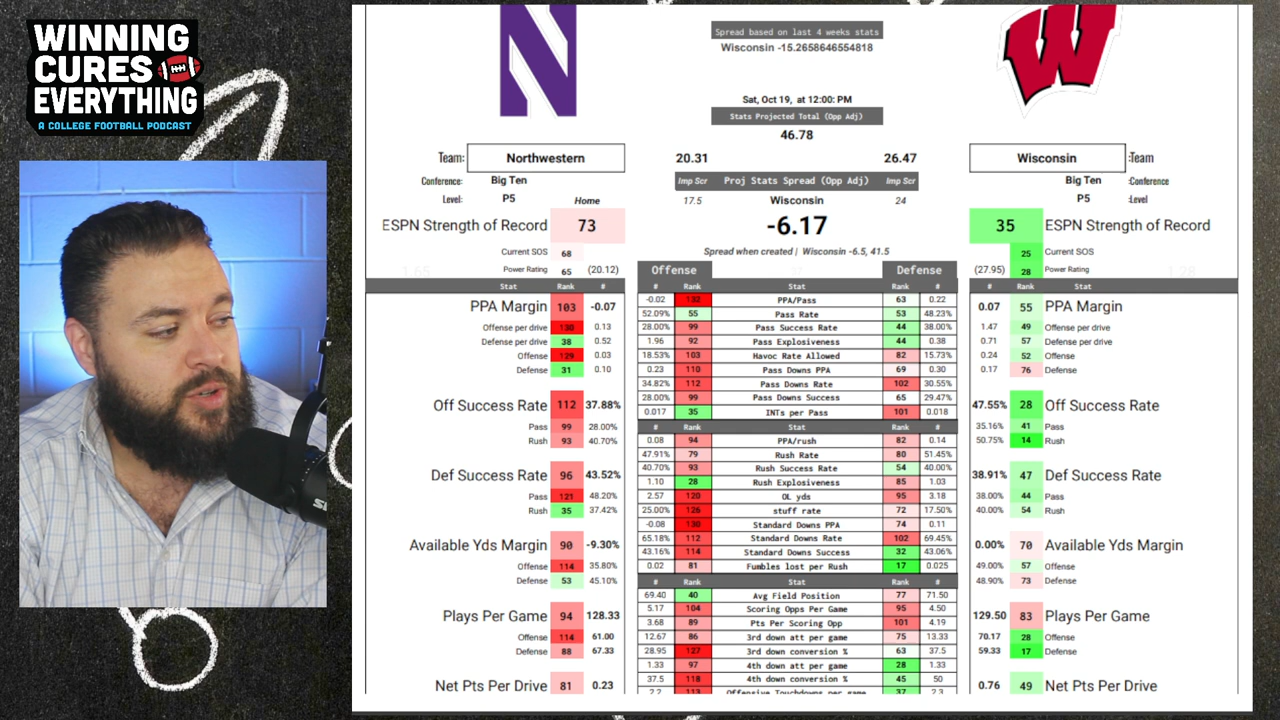 WINNING
CURES
EVERYTHING
A COLLEGE FOOTBALL PODCAST
N
W
Spread based on last 4 weeks stats
Wisconsin -15.2658646554818
Sat, Oct 19, at 12:00: PM
Stats Projected Total (Opp Adj)
46.78
Team: Northwestern 20.31 26.47 Wisconsin :Team
Conference: Big Ten Imp Scr Proj Stats Spread (Opp Adj) Imp Scr Big Ten :Conference
Level: P5 Home 17.5 Wisconsin 24 P5 :Level
ESPN Strength of Record 73 -6.17 35 ESPN Strength of Record
Current SOS 68 Spread when created | Wisconsin -6.5, 41.5 25 Current SOS
Power Rating 65 (20.12) Offense Defense (27.95) 28 Power Rating
Stat Rank # # Rank Stat Rank # # Rank Stat
PPA Margin 103 -0.07 0.07 55 PPA Margin
Offense per drive 130 0.13 1.47 49 Offense per drive
Defense per drive 38 0.52 0.71 57 Defense per drive
Offense 129 0.03 0.24 52 Offense
Defense 31 0.10 0.17 76 Defense
Off Success Rate 112 37.88% 47.55% 28 Off Success Rate
Pass 99 28.00% 35.16% 41 Pass
Rush 93 40.70% 50.75% 14 Rush
Def Success Rate 96 43.52% 38.91% 47 Def Success Rate
Pass 121 48.20% 38.00% 44 Pass
Rush 35 37.42% 40.00% 54 Rush
Available Yds Margin 90 -9.30% 0.00% 70 Available Yds Margin
Offense 114 35.80% 49.00% 57 Offense
Defense 53 45.10% 48.90% 73 Defense
Plays Per Game 94 128.33 129.50 83 Plays Per Game
Offense 114 61.00 70.17 28 Offense
Defense 88 67.33 59.33 17 Defense
Net Pts Per Drive 81 0.23 0.76 49 Net Pts Per Drive
-0.02 132 PPA/Pass 63 0.22
52.09% 55 Pass Rate 53 48.23%
28.00% 99 Pass Success Rate 44 38.00%
1.96 92 Pass Explosiveness 44 0.38
18.53% 103 Havoc Rate Allowed 82 15.73%
0.23 110 Pass Downs PPA 69 0.30
34.82% 112 Pass Downs Rate 102 30.55%
28.00% 99 Pass Downs Success 65 29.47%
0.017 35 INTs per Pass 101 0.018
# Rank Stat Rank #
0.08 94 PPA/rush 82 0.14
47.91% 79 Rush Rate 80 51.45%
40.70% 93 Rush Success Rate 54 40.00%
1.10 28 Rush Explosiveness 85 1.03
2.57 120 OL yds 95 3.18
25.00% 126 stuff rate 72 17.50%
-0.08 130 Standard Downs PPA 74 0.11
65.18% 112 Standard Downs Rate 102 69.45%
43.16% 114 Standard Downs Success 32 43.06%
0.02 81 Fumbles lost per Rush 17 0.025
# Rank Stat Rank #
69.40 40 Avg Field Position 77 71.50
5.17 104 Scoring Opps Per Game 95 4.50
3.68 89 Pts Per Scoring Opp 101 4.19
12.67 86 3rd down att per game 75 13.33
28.95 127 3rd down conversion % 63 37.5
1.33 97 4th down att per game 28 1.33
37.5 118 4th down conversion % 45 50
2.2 113 Offensive Touchdowns per game 37 2.3